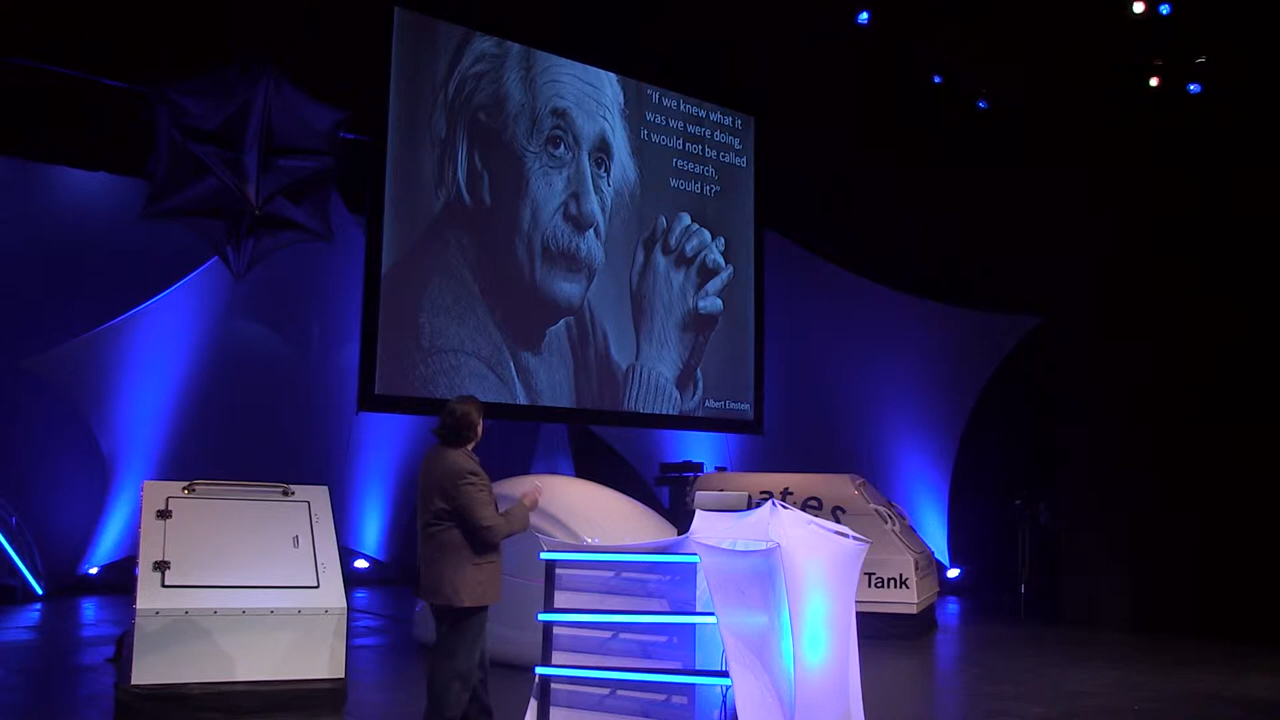 “If we knew what it
was we were doing,
it would not be called
research,
would it?”
Albert Einstein
Tank